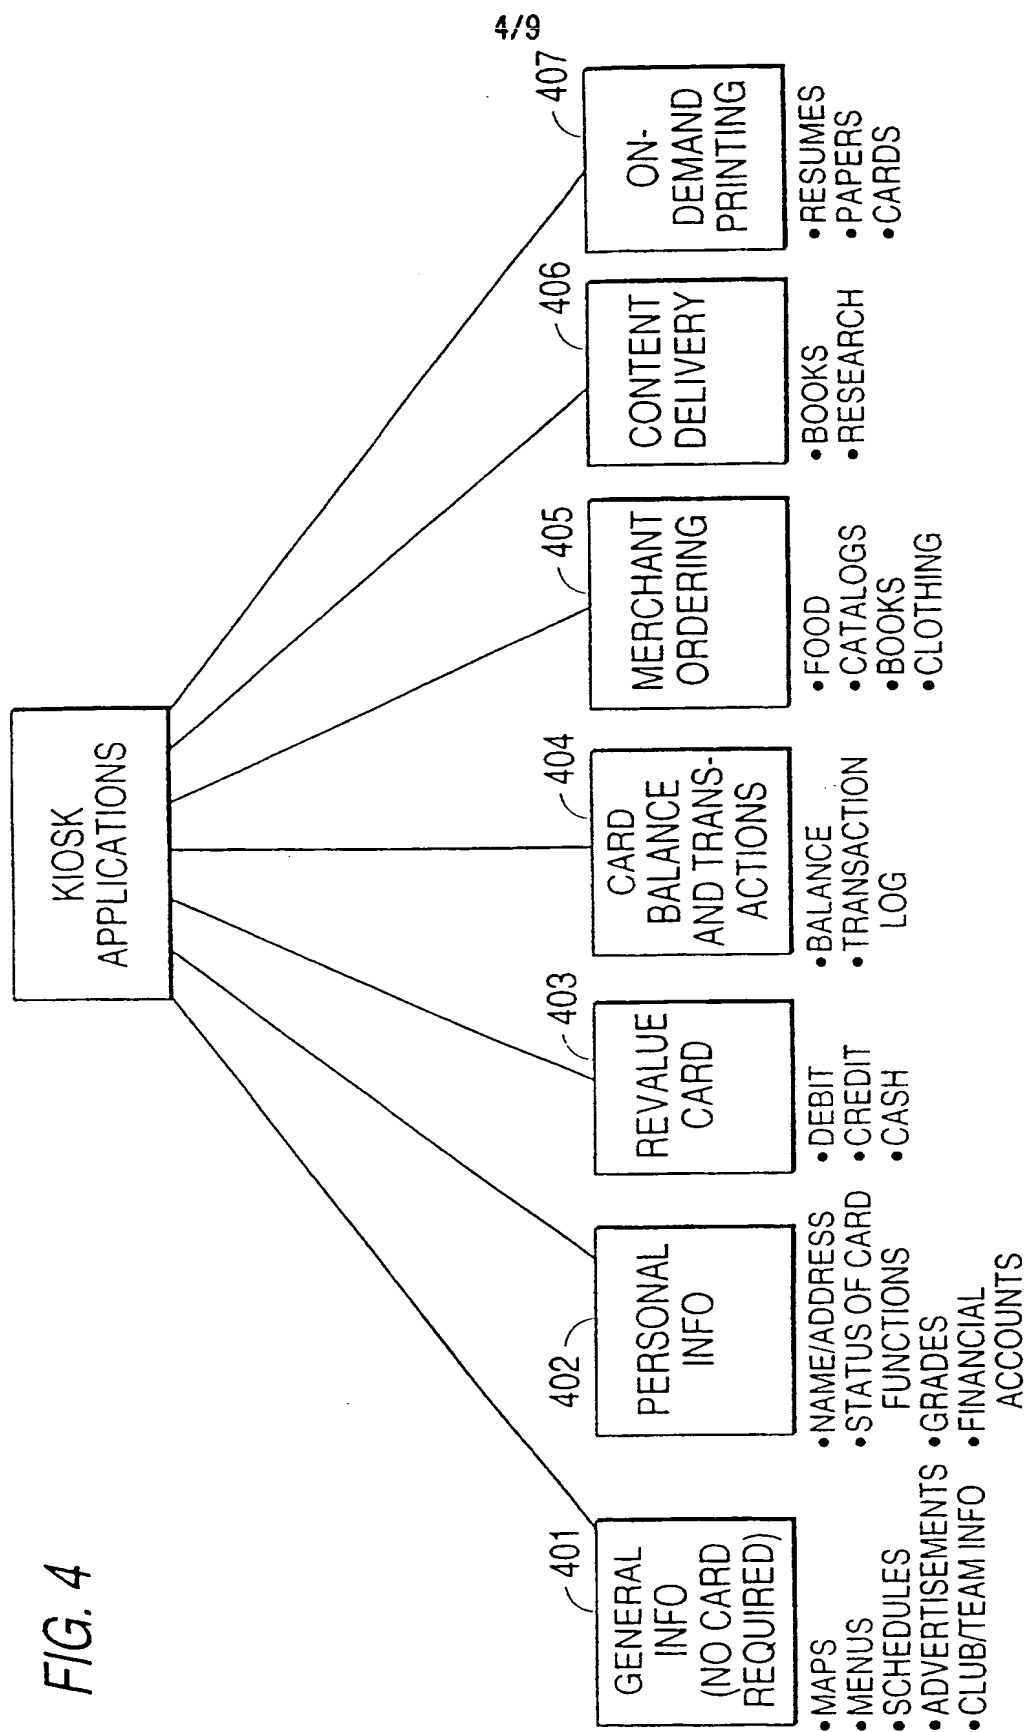 4/9
FIG. 4
KIOSK
APPLICATIONS
401
GENERAL
INFO
(NO CARD
REQUIRED)
•MAPS
•MENUS
•SCHEDULES
•ADVERTISEMENTS
•CLUB/TEAM INFO
402
PERSONAL
INFO
•NAME/ADDRESS
•STATUS OF CARD
FUNCTIONS
•GRADES
•FINANCIAL
ACCOUNTS
403
REVALUE
CARD
•DEBIT
•CREDIT
•CASH
404
CARD
BALANCE
AND TRANS-
ACTIONS
•BALANCE
•TRANSACTION
LOG
405
MERCHANT
ORDERING
•FOOD
•CATALOGS
•BOOKS
•CLOTHING
406
CONTENT
DELIVERY
•BOOKS
•RESEARCH
407
ON-
DEMAND
PRINTING
•RESUMES
•PAPERS
•CARDS